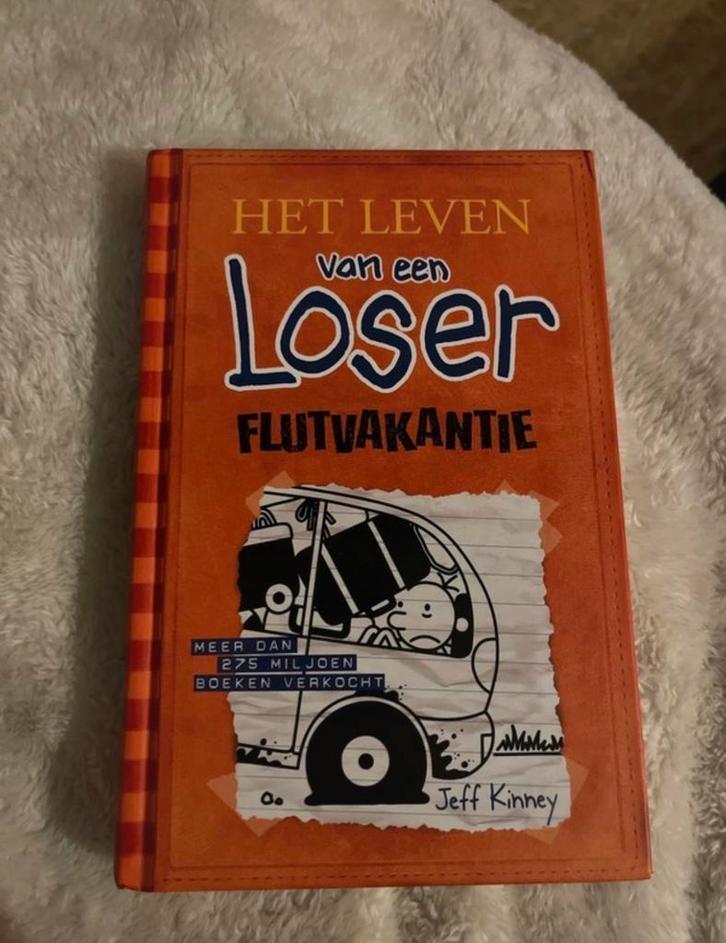 HET LEVEN
van een
Loser
FLUTVAKANTIE
MEER DAN
275 MILJOEN
BOEKEN VERKOCHT
Jeff Kinney